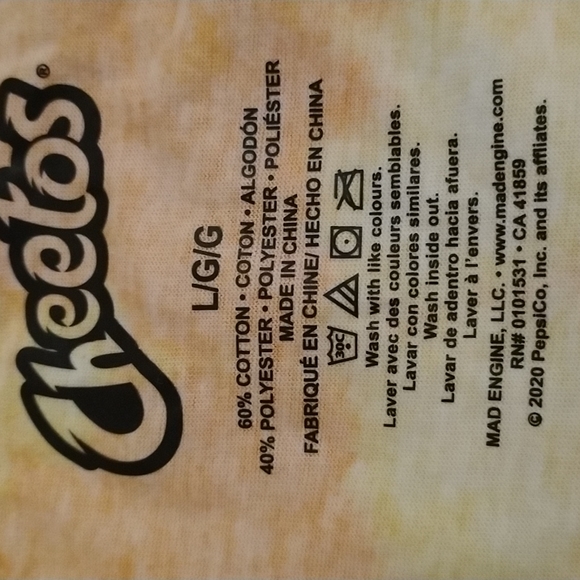 Cheetos®
L/G/G
60% COTTON • COTON • ALGODÓN
40% POLYESTER • POLYESTER • POLIÉSTER
MADE IN CHINA
FABRIQUÉ EN CHINE/ HECHO EN CHINA
30C
Wash with like colours.
Laver avec des couleurs semblables.
Lavar con colores similares.
Wash inside out.
Lavar de adentro hacia afuera.
Laver à l'envers.
MAD ENGINE, LLC. • www.madengine.com
RN# 0101531 • CA 41859
© 2020 PepsiCo, Inc. and its affliates.